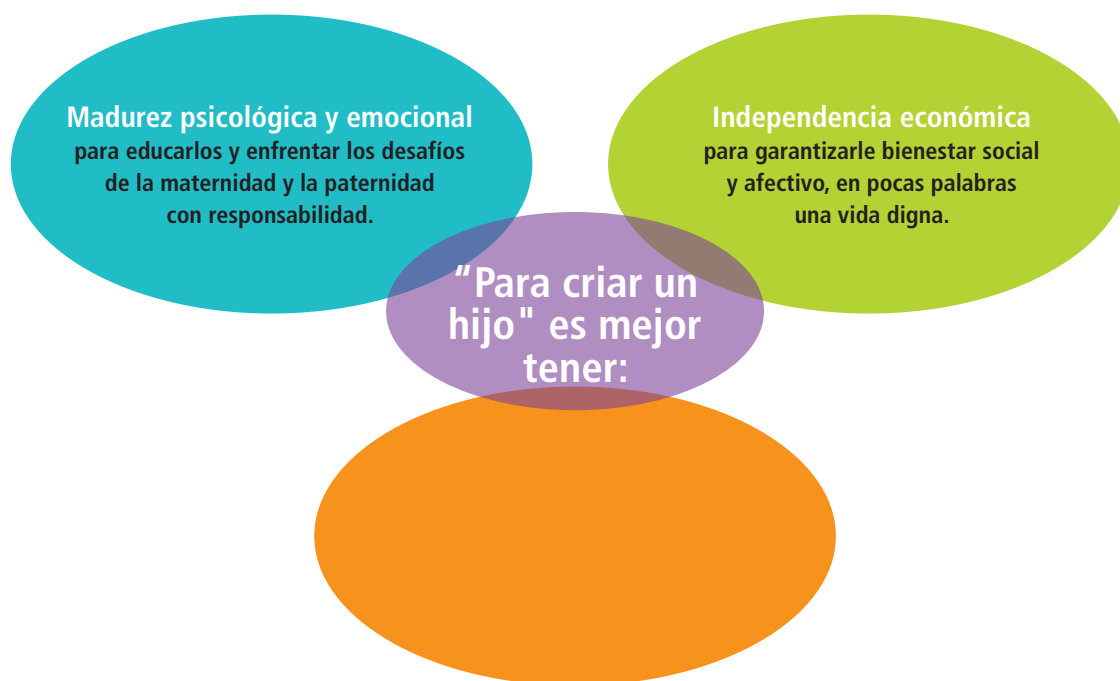 Madurez psicológica y emocional
para educarlos y enfrentar los desafíos
de la maternidad y la paternidad
con responsabilidad.
Independencia económica
para garantizarle bienestar social
y afectivo, en pocas palabras
una vida digna.
“Para criar un
hijo" es mejor
tener: